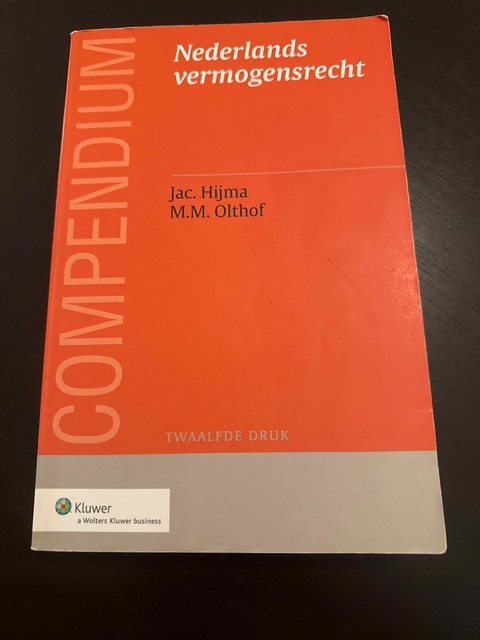 COMPENDIUM
Nederlands
vermogensrecht
Jac. Hijma
M.M. Olthof
TWAALFDE DRUK
Kluwer
a Wolters Kluwer business